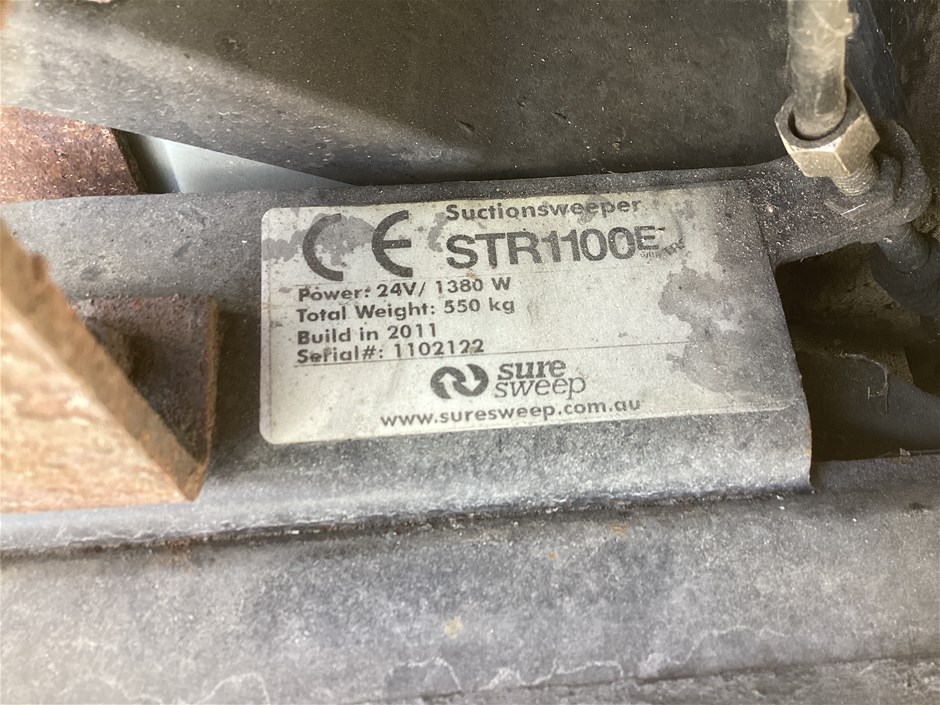 CE
Suctionsweeper
STR1100E
Power: 24V/ 1380 W
Total Weight: 550 kg
Build in 2011
Serial#: 1102122
sure
sweep
www.suresweep.com.au